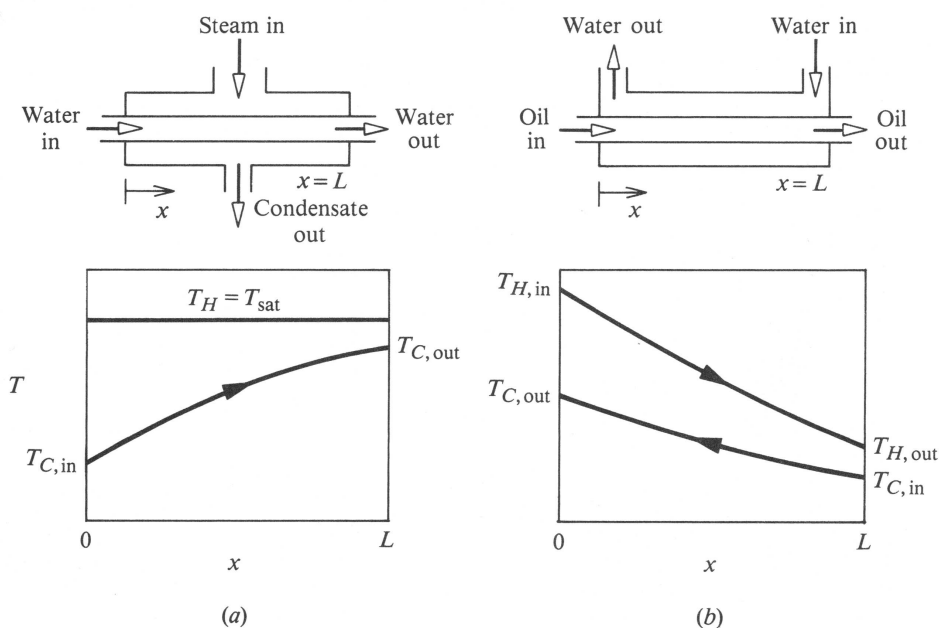 Steam in
Water
in
Water
out
x = L
x
Condensate
out
T_H = T_sat
T_C, out
T
T_C, in
0
L
x
(a)
Water out
Water in
Oil
in
Oil
out
x = L
x
T_H, in
T_C, out
T_H, out
T_C, in
0
L
x
(b)